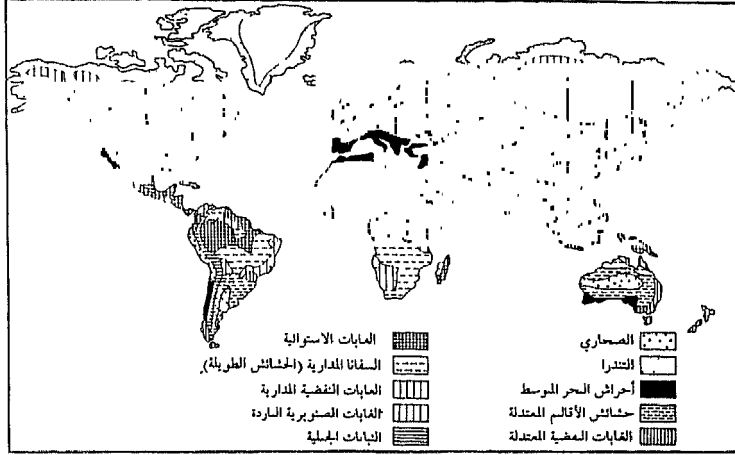 الصحاري
التندرا
أحراش البحر المتوسط
حشائش الأقاليم المعتدلة
الغابات النفضية المعتدلة
الغابات الاستوائية
السفانا المدارية (الحشائش الطويلة).
الغابات النفضية المدارية
الغابات الصنوبرية الباردة
النباتات الجبلية